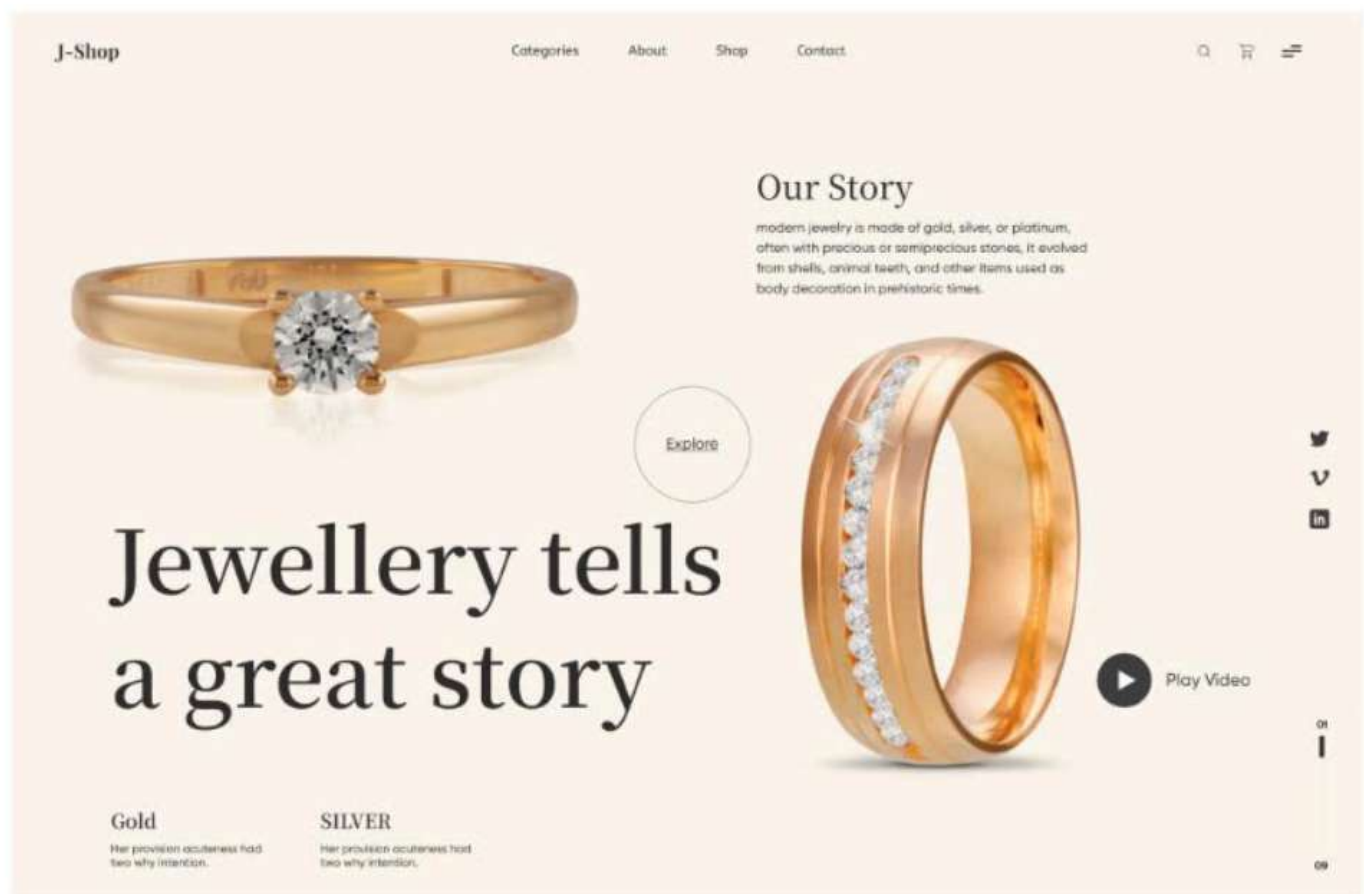 J-Shop
Categories
About
Shop
Contact
Our Story
modern jewelry is made of gold, silver, or platinum,
often with precious or semiprecious stones, it evolved
from shells, animal teeth, and other items used as
body decoration in prehistoric times.
Explore
in
Jewellery tells
a great story
Play Video
01
Gold
Her provision acuteness had
two why intention.
SILVER
Her provision acuteness had
two why intention.
09